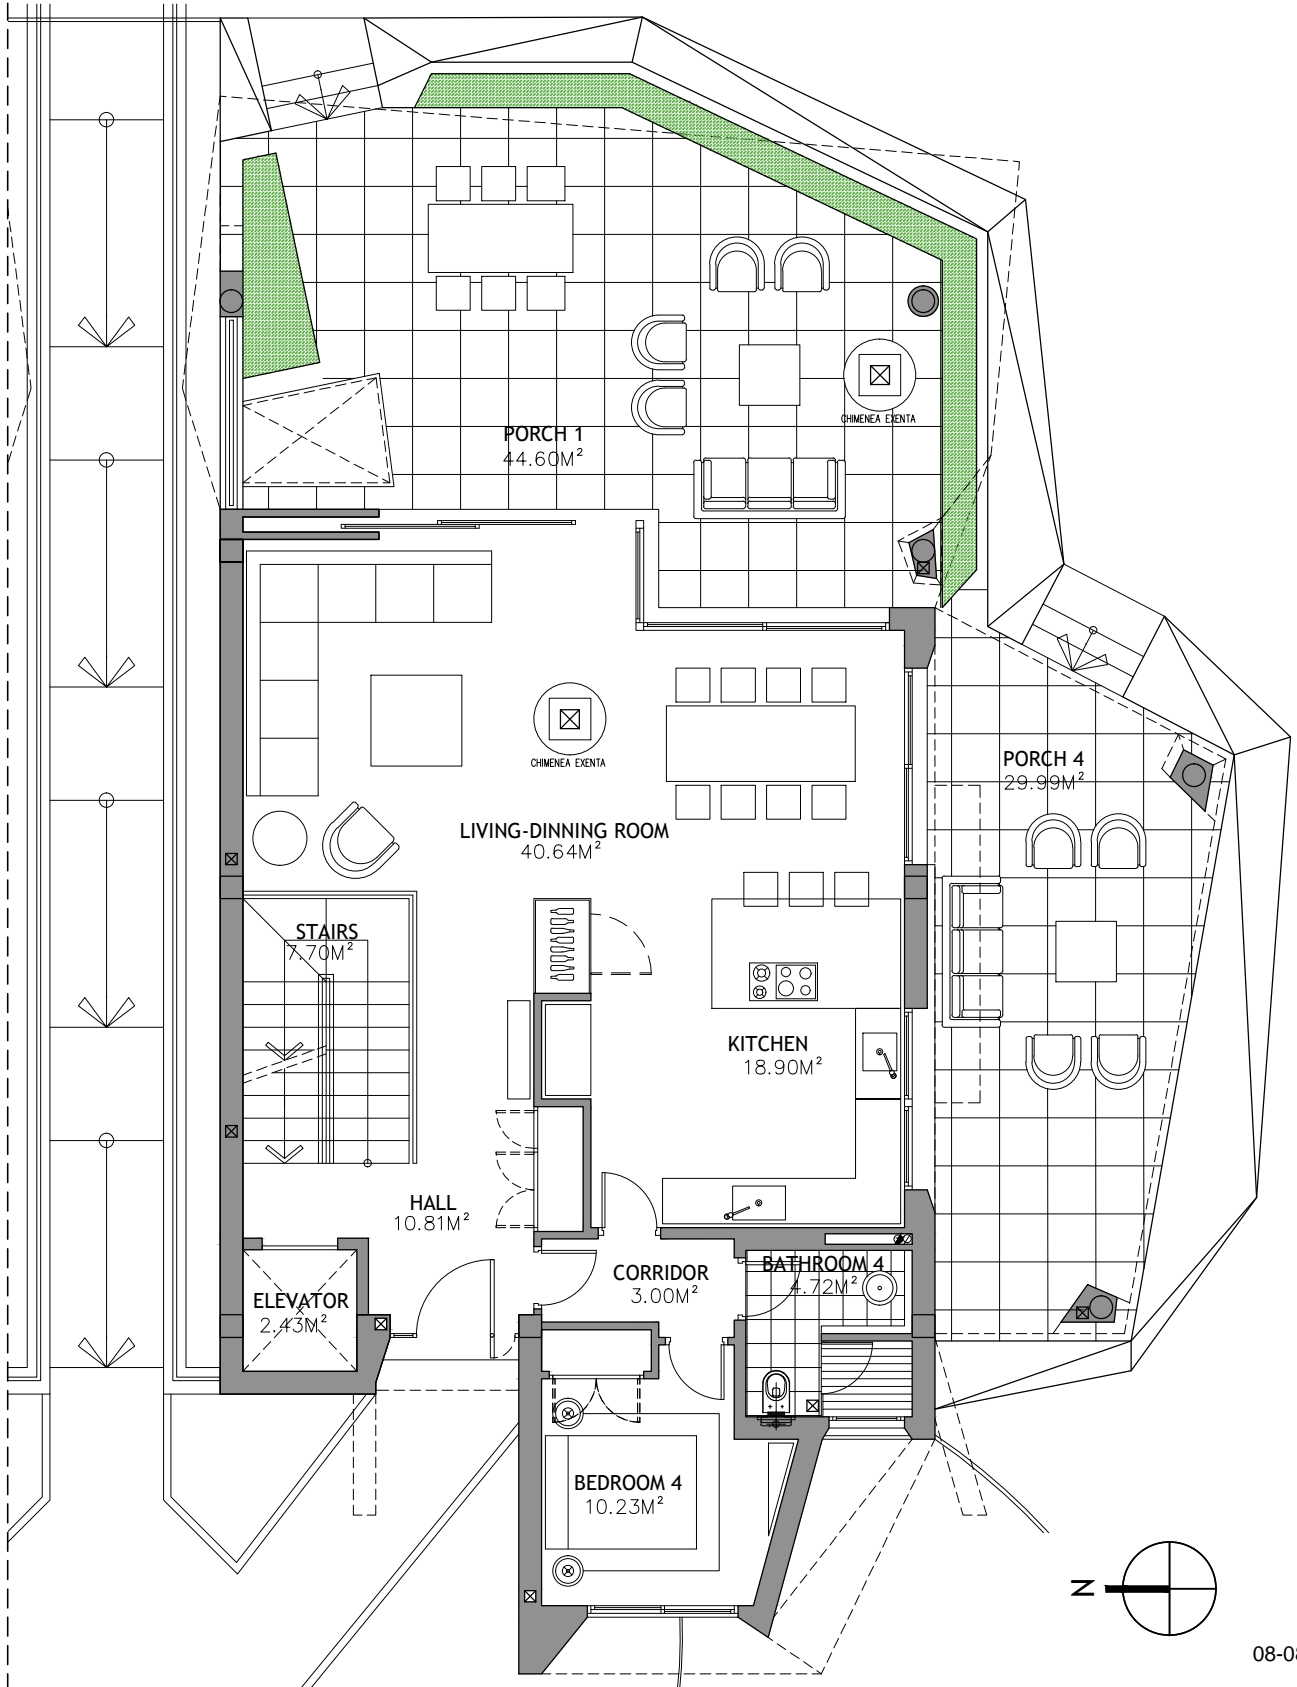 CHIMENEA EXENTA
PORCH 1
44.60M²
CHIMENEA EXENTA
PORCH 4
29.99M²
LIVING-DINNING ROOM
40.64M²
STAIRS
7.70M²
KITCHEN
18.90M²
HALL
10.81M²
CORRIDOR
3.00M²
BATHROOM 4
4.72M²
ELEVATOR
2.43M²
BEDROOM 4
10.23M²
N